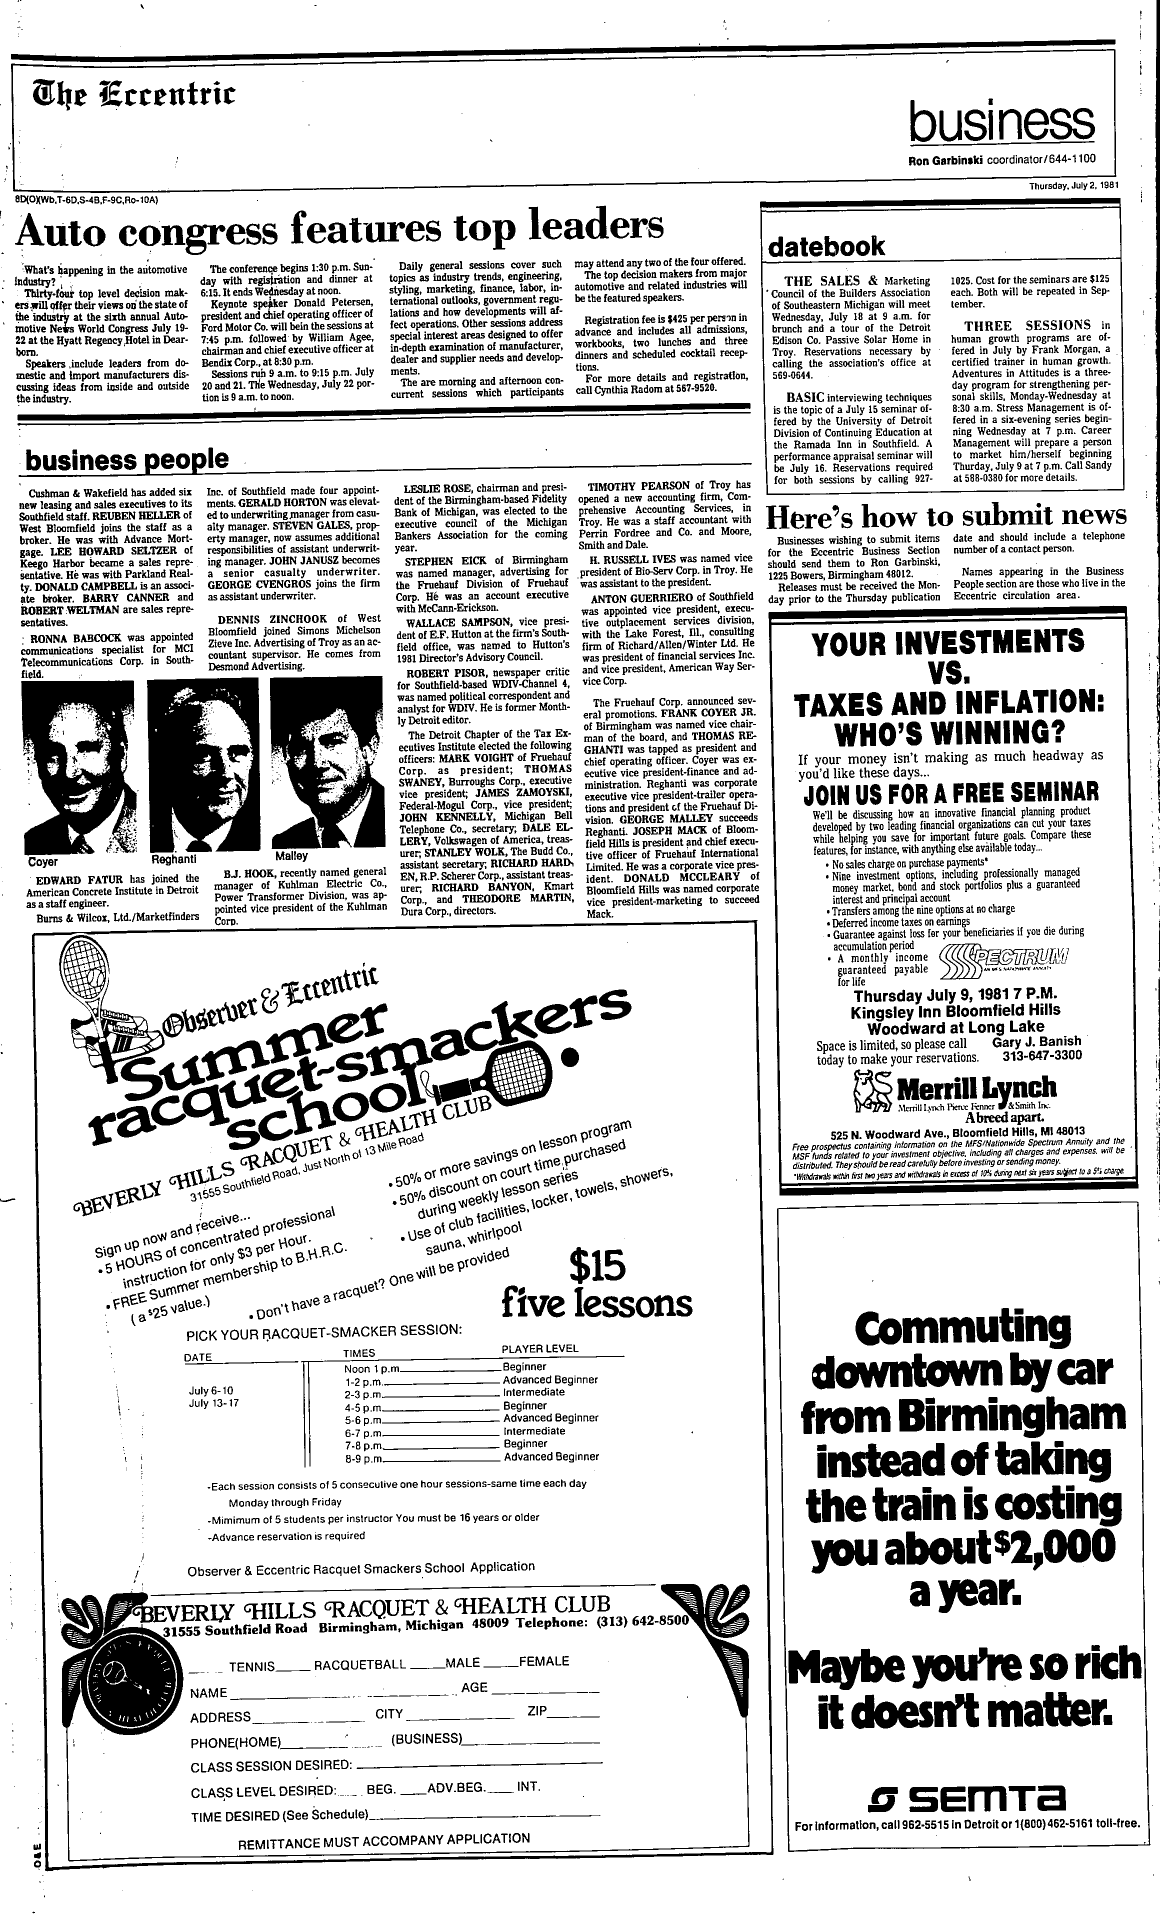 The Eccentric
business
Ron Garbinski coordinator/644-1100
Thursday, July 2, 1981
8D(O)(Wb,T-6D,S-4B,F-9C,Ro-10A)
Auto congress features top leaders
What's happening in the automotive
industry?
Thirty-four top level decision mak-
ers will offer their views on the state of
the industry at the sixth annual Auto-
motive News World Congress July 19-
22 at the Hyatt Regency Hotel in Dear-
born.
Speakers include leaders from do-
mestic and import manufacturers dis-
cussing ideas from inside and outside
the industry.
The conference begins 1:30 p.m. Sun-
day with registration and dinner at
6:15. It ends Wednesday at noon.
Keynote speaker Donald Petersen,
president and chief operating officer of
Ford Motor Co. will bein the sessions at
7:45 p.m. followed by William Agee,
chairman and chief executive officer at
Bendix Corp., at 8:30 p.m.
Sessions run 9 a.m. to 9:15 p.m. July
20 and 21. The Wednesday, July 22 por-
tion is 9 a.m. to noon.
Daily general sessions cover such
topics as industry trends, engineering,
styling, marketing, finance, labor, in-
ternational outlooks, government regu-
lations and how developments will af-
fect operations. Other sessions address
special interest areas designed to offer
in-depth examination of manufacturer,
dealer and supplier needs and develop-
ments.
The are morning and afternoon con-
current sessions which participants
may attend any two of the four offered.
The top decision makers from major
automotive and related industries will
be the featured speakers.
Registration fee is $425 per person in
advance and includes all admissions,
workbooks, two lunches and three
dinners and scheduled cocktail recep-
tions.
For more details and registration,
call Cynthia Radom at 567-9520.
business people
Cushman & Wakefield has added six
new leasing and sales executives to its
Southfield staff. REUBEN HELLER of
West Bloomfield joins the staff as a
broker. He was with Advance Mort-
gage. LEE HOWARD SELTZER of
Keego Harbor became a sales repre-
sentative. He was with Parkland Real-
ty. DONALD CAMPBELL is an associ-
ate broker. BARRY CANNER and
ROBERT WELTMAN are sales repre-
sentatives.
RONNA BABCOCK was appointed
communications specialist for MCI
Telecommunications Corp. in South-
field.
Inc. of Southfield made four appoint-
ments. GERALD HORTON was elevat-
ed to underwriting manager from casu-
alty manager. STEVEN GALES, prop-
erty manager, now assumes additional
responsibilities of assistant underwrit-
ing manager. JOHN JANUSZ becomes
a senior casualty underwriter.
GEORGE CVENGROS joins the firm
as assistant underwriter.
DENNIS ZINCHOOK of West
Bloomfield joined Simons Michelson
Zieve Inc. Advertising of Troy as an ac-
countant supervisor. He comes from
Desmond Advertising.
Coyer
Reghanti
Malley
EDWARD FATUR has joined the
American Concrete Institute in Detroit
as a staff engineer.
Burns & Wilcox, Ltd./Marketfinders
B.J. HOOK, recently named general
manager of Kuhlman Electric Co.,
Power Transformer Division, was ap-
pointed vice president of the Kuhlman
Corp.
LESLIE ROSE, chairman and presi-
dent of the Birmingham-based Fidelity
Bank of Michigan, was elected to the
executive council of the Michigan
Bankers Association for the coming
year.
STEPHEN EICK of Birmingham
was named manager, advertising for
the Fruehauf Division of Fruehauf
Corp. He was an account executive
with McCann-Erickson.
WALLACE SAMPSON, vice presi-
dent of E.F. Hutton at the firm's South-
field office, was named to Hutton's
1981 Director's Advisory Council.
ROBERT PISOR, newspaper critic
for Southfield-based WDIV-Channel 4,
was named political correspondent and
analyst for WDIV. He is former Month-
ly Detroit editor.
The Detroit Chapter of the Tax Ex-
ecutives Institute elected the following
officers: MARK VOIGHT of Fruehauf
Corp. as president; THOMAS
SWANEY, Burroughs Corp., executive
vice president; JAMES ZAMOYSKI,
Federal-Mogul Corp., vice president;
JOHN KENNELLY, Michigan Bell
Telephone Co., secretary; DALE EL-
LERY, Volkswagen of America, treas-
urer; STANLEY WOLK, The Budd Co.,
assistant secretary; RICHARD HARD-
EN, R.P. Scherer Corp., assistant treas-
urer; RICHARD BANYON, Kmart
Corp., and THEODORE MARTIN,
Dura Corp., directors.
TIMOTHY PEARSON of Troy has
opened a new accounting firm, Com-
prehensive Accounting Services, in
Troy. He was a staff accountant with
Perrin Fordree and Co. and Moore,
Smith and Dale.
H. RUSSELL IVES was named vice
president of Bio-Serv Corp. in Troy. He
was assistant to the president.
ANTON GUERRIERO of Southfield
was appointed vice president, execu-
tive outplacement services division,
with the Lake Forest, Ill., consulting
firm of Richard/Allen/Winter Ltd. He
was president of financial services Inc.
and vice president, American Way Ser-
vice Corp.
The Fruehauf Corp. announced sev-
eral promotions. FRANK COYER JR.
of Birmingham was named vice chair-
man of the board, and THOMAS RE-
GHANTI was tapped as president and
chief operating officer. Coyer was ex-
ecutive vice president-finance and ad-
ministration. Reghanti was corporate
executive vice president-trailer opera-
tions and president of the Fruehauf Di-
vision. GEORGE MALLEY succeeds
Reghanti. JOSEPH MACK of Bloom-
field Hills is president and chief execu-
tive officer of Fruehauf International
Limited. He was a corporate vice pres-
ident. DONALD MCCLEARY of
Bloomfield Hills was named corporate
vice president-marketing to succeed
Mack.
datebook
THE SALES & Marketing
Council of the Builders Association
of Southeastern Michigan will meet
Wednesday, July 18 at 9 a.m. for
brunch and a tour of the Detroit
Edison Co. Passive Solar Home in
Troy. Reservations necessary by
calling the association's office at
569-0644.
BASIC interviewing techniques
is the topic of a July 15 seminar of-
fered by the University of Detroit
Division of Continuing Education at
the Ramada Inn in Southfield. A
performance appraisal seminar will
be July 16. Reservations required
for both sessions by calling 927-
1025. Cost for the seminars are $125
each. Both will be repeated in Sep-
tember.
THREE SESSIONS in
human growth programs are of-
fered in July by Frank Morgan, a
certified trainer in human growth.
Adventures in Attitudes is a three-
day program for strengthening per-
sonal skills, Monday-Wednesday at
8:30 a.m. Stress Management is of-
fered in a six-evening series begin-
ning Wednesday at 7 p.m. Career
Management will prepare a person
to market him/herself beginning
Thurday, July 9 at 7 p.m. Call Sandy
at 588-0380 for more details.
Here's how to submit news
Businesses wishing to submit items
for the Eccentric Business Section
should send them to Ron Garbinski,
1225 Bowers, Birmingham 48012.
Releases must be received the Mon-
day prior to the Thursday publication
date and should include a telephone
number of a contact person.
Names appearing in the Business
People section are those who live in the
Eccentric circulation area.
YOUR INVESTMENTS
VS.
TAXES AND INFLATION:
WHO'S WINNING?
If your money isn't making as much headway as
you'd like these days...
JOIN US FOR A FREE SEMINAR
We'll be discussing how an innovative financial planning product
developed by two leading financial organizations can cut your taxes
while helping you save for important future goals. Compare these
features, for instance, with anything else available today...
• No sales charge on purchase payments*
• Nine investment options, including professionally managed
money market, bond and stock portfolios plus a guaranteed
interest and principal account
• Transfers among the nine options at no charge
• Deferred income taxes on earnings
• Guarantee against loss for your beneficiaries if you die during
accumulation period
• A monthly income
guaranteed payable
for life
SPECTRUM
AN MFS NATIONWIDE ANNUITY
Thursday July 9, 1981 7 P.M.
Kingsley Inn Bloomfield Hills
Woodward at Long Lake
Space is limited, so please call Gary J. Banish
today to make your reservations. 313-647-3300
Merrill Lynch
Merrill Lynch Pierce Fenner & Smith Inc.
A breed apart.
525 N. Woodward Ave., Bloomfield Hills, MI 48013
Free prospectus containing information on the MFS/Nationwide Spectrum Annuity and the
MSF funds related to your investment objective, including all charges and expenses. will be
distributed. They should be read carefully before investing or sending money.
*Withdrawals within first two years and withdrawals in excess of 10% during next six years subject to a 5% charge
Observer & Eccentric
Summer
racquet-smackers
school
BEVERLY HILLS RACQUET & HEALTH CLUB
31555 Southfield Road, Just North of 13 Mile Road
Sign up now and receive...
• 5 HOURS of concentrated professional
instruction for only $3 per Hour.
• FREE Summer membership to B.H.R.C.
(a $25 value.)
• 50% or more savings on lesson program
• 50% discount on court time purchased
during weekly lesson series
• Use of club facilities, locker, towels, showers,
sauna, whirlpool
• Don't have a racquet? One will be provided
$15
five lessons
PICK YOUR RACQUET-SMACKER SESSION:
DATE TIMES PLAYER LEVEL
July 6-10
July 13-17
Noon 1 p.m. Beginner
1-2 p.m. Advanced Beginner
2-3 p.m. Intermediate
4-5 p.m. Beginner
5-6 p.m. Advanced Beginner
6-7 p.m. Intermediate
7-8 p.m. Beginner
8-9 p.m. Advanced Beginner
-Each session consists of 5 consecutive one hour sessions-same time each day
Monday through Friday
-Mimimum of 5 students per instructor You must be 16 years or older
-Advance reservation is required
Observer & Eccentric Racquet Smackers School Application
BEVERLY HILLS RACQUET & HEALTH CLUB
31555 Southfield Road Birmingham, Michigan 48009 Telephone: (313) 642-8500
TENNIS RACQUETBALL MALE FEMALE
NAME AGE
ADDRESS CITY ZIP
PHONE(HOME) (BUSINESS)
CLASS SESSION DESIRED:
CLASS LEVEL DESIRED: BEG. ADV.BEG. INT.
TIME DESIRED (See Schedule)
REMITTANCE MUST ACCOMPANY APPLICATION
O&E
Commuting
downtown by car
from Birmingham
instead of taking
the train is costing
you about $2,000
a year.
Maybe you're so rich
it doesn't matter.
SEMTA
For information, call 962-5515 in Detroit or 1(800) 462-5161 toll-free.